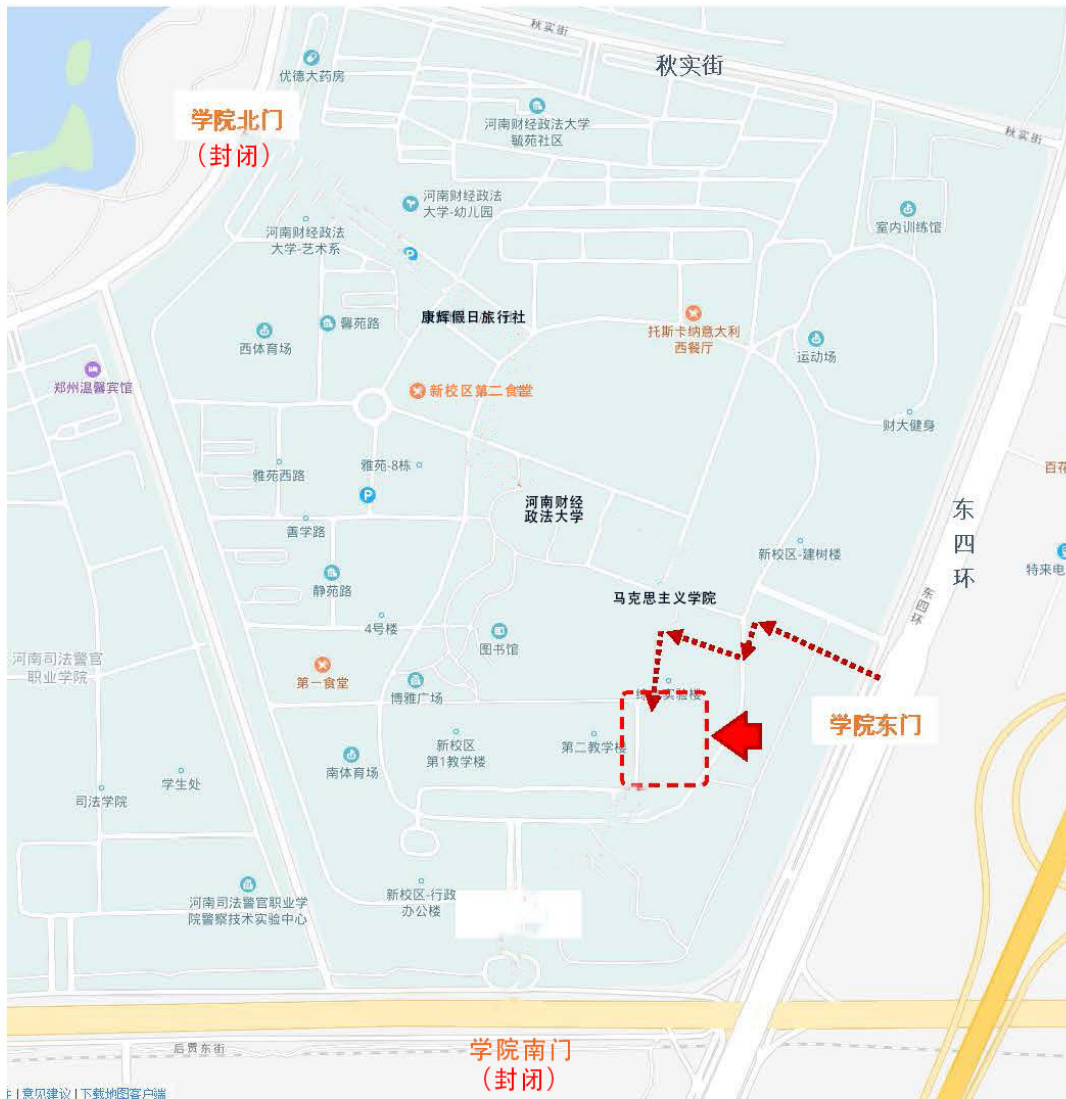 秋实街
秋实街
优德大药房
学院北门
(封闭)
河南财经政法大学
毓苑社区
秋实街
河南财经政法
大学-幼儿园
河南财经政法
大学-艺术系
室内训练馆
康辉假日旅行社
馨苑路
托斯卡纳意大利
西餐厅
西体育场
运动场
郑州温馨宾馆
新校区第二食堂
财大健身
雅苑-8栋
雅苑西路
百花
P
P
河南财经
政法大学
东
四
环
善学路
新校区-建树楼
特来电
静苑路
马克思主义学院
东四环
4号楼
图书馆
河南司法警官
职业学院
第一食堂
博雅广场
实验楼
学院东门
新校区
第1教学楼
第二教学楼
南体育场
学生处
司法学院
新校区-行政
办公楼
河南司法警官职业学
院警察技术实验中心
后贾东街
学院南门
(封闭)
意见建议 | 下载地图客户端